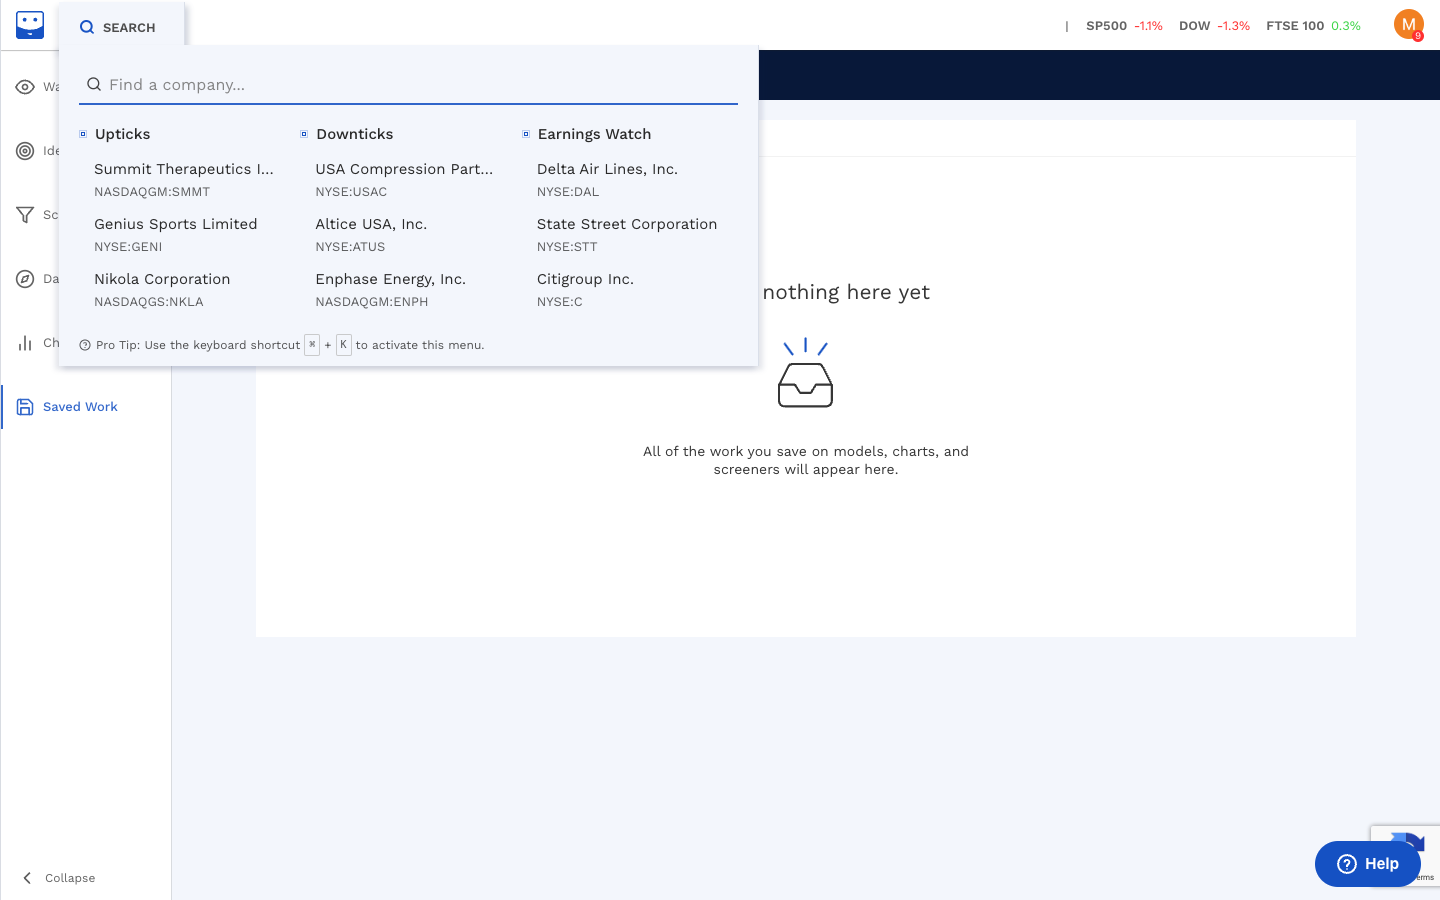 SEARCH
| SP500 -1.1% DOW -1.3% FTSE 100 0.3%
M
9
Find a company...
Upticks
Summit Therapeutics I...
NASDAQGM:SMMT
Genius Sports Limited
NYSE:GENI
Nikola Corporation
NASDAQGS:NKLA
Downticks
USA Compression Part...
NYSE:USAC
Altice USA, Inc.
NYSE:ATUS
Enphase Energy, Inc.
NASDAQGM:ENPH
Earnings Watch
Delta Air Lines, Inc.
NYSE:DAL
State Street Corporation
NYSE:STT
Citigroup Inc.
NYSE:C
Pro Tip: Use the keyboard shortcut ⌘ + K to activate this menu.
Wa
Ide
Sc
Da
Ch
Saved Work
nothing here yet
All of the work you save on models, charts, and
screeners will appear here.
Collapse
Help